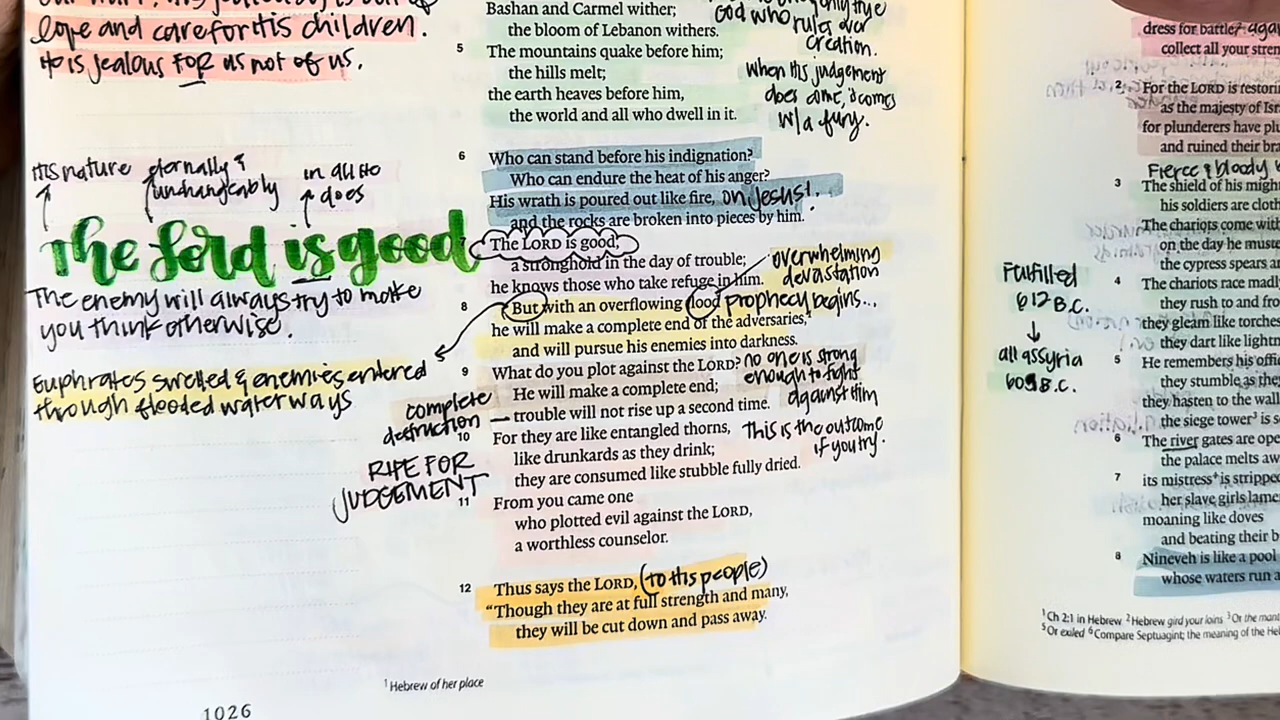 love and care for His children.
He is jealous FOR us not of us.
His nature
eternally &
unchangeably
in all He
does
The Lord is good
The enemy will always try to make
you think otherwise.
Euphrates swelled & enemies entered
through flooded waterways
complete
destruction
RIPE FOR
JUDGEMENT
Bashan and Carmel wither;
the bloom of Lebanon withers.
5 The mountains quake before him;
the hills melt;
the earth heaves before him,
the world and all who dwell in it.
God who rules over
creation.
when His judgement
does come, it comes
w/ a fury.
6 Who can stand before his indignation?
Who can endure the heat of his anger?
His wrath is poured out like fire, on Jesus!
and the rocks are broken into pieces by him.
7 The LORD is good,
a stronghold in the day of trouble;
he knows those who take refuge in him.
overwhelming
devastation
8 But with an overflowing flood prophecy begins...
he will make a complete end of the adversaries,¹
and will pursue his enemies into darkness.
9 What do you plot against the LORD?
He will make a complete end;
trouble will not rise up a second time.
no one is strong
enough to fight
against Him
10 For they are like entangled thorns,
like drunkards as they drink;
they are consumed like stubble fully dried.
This is the outcome
if you try.
11 From you came one
who plotted evil against the LORD,
a worthless counselor.
12 Thus says the LORD, (to His people)
"Though they are at full strength and many,
they will be cut down and pass away.
¹ Hebrew of her place
1026
dress for battle;
collect all your stren
2 For the LORD is restori
as the majesty of Isr
for plunderers have plu
and ruined their bra
Fierce & bloody
3 The shield of his migh
his soldiers are cloth
The chariots come with
on the day he muste
the cypress spears ar
Fulfilled
612 B.C.
↓
all assyria
609 B.C.
4 The chariots race madl
they rush to and fro
they gleam like torches
they dart like lightn
5 He remembers his offic
they stumble as they
they hasten to the wall
the siege tower³ is s
6 The river gates are ope
the palace melts aw
7 its mistress⁴ is strippe
her slave girls lame
moaning like doves
and beating their b
8 Nineveh is like a pool
whose waters run a
¹ Ch 2:1 in Hebrew ² Hebrew gird your loins ³ Or the mant
⁵ Or exiled ⁶ Compare Septuagint; the meaning of the He